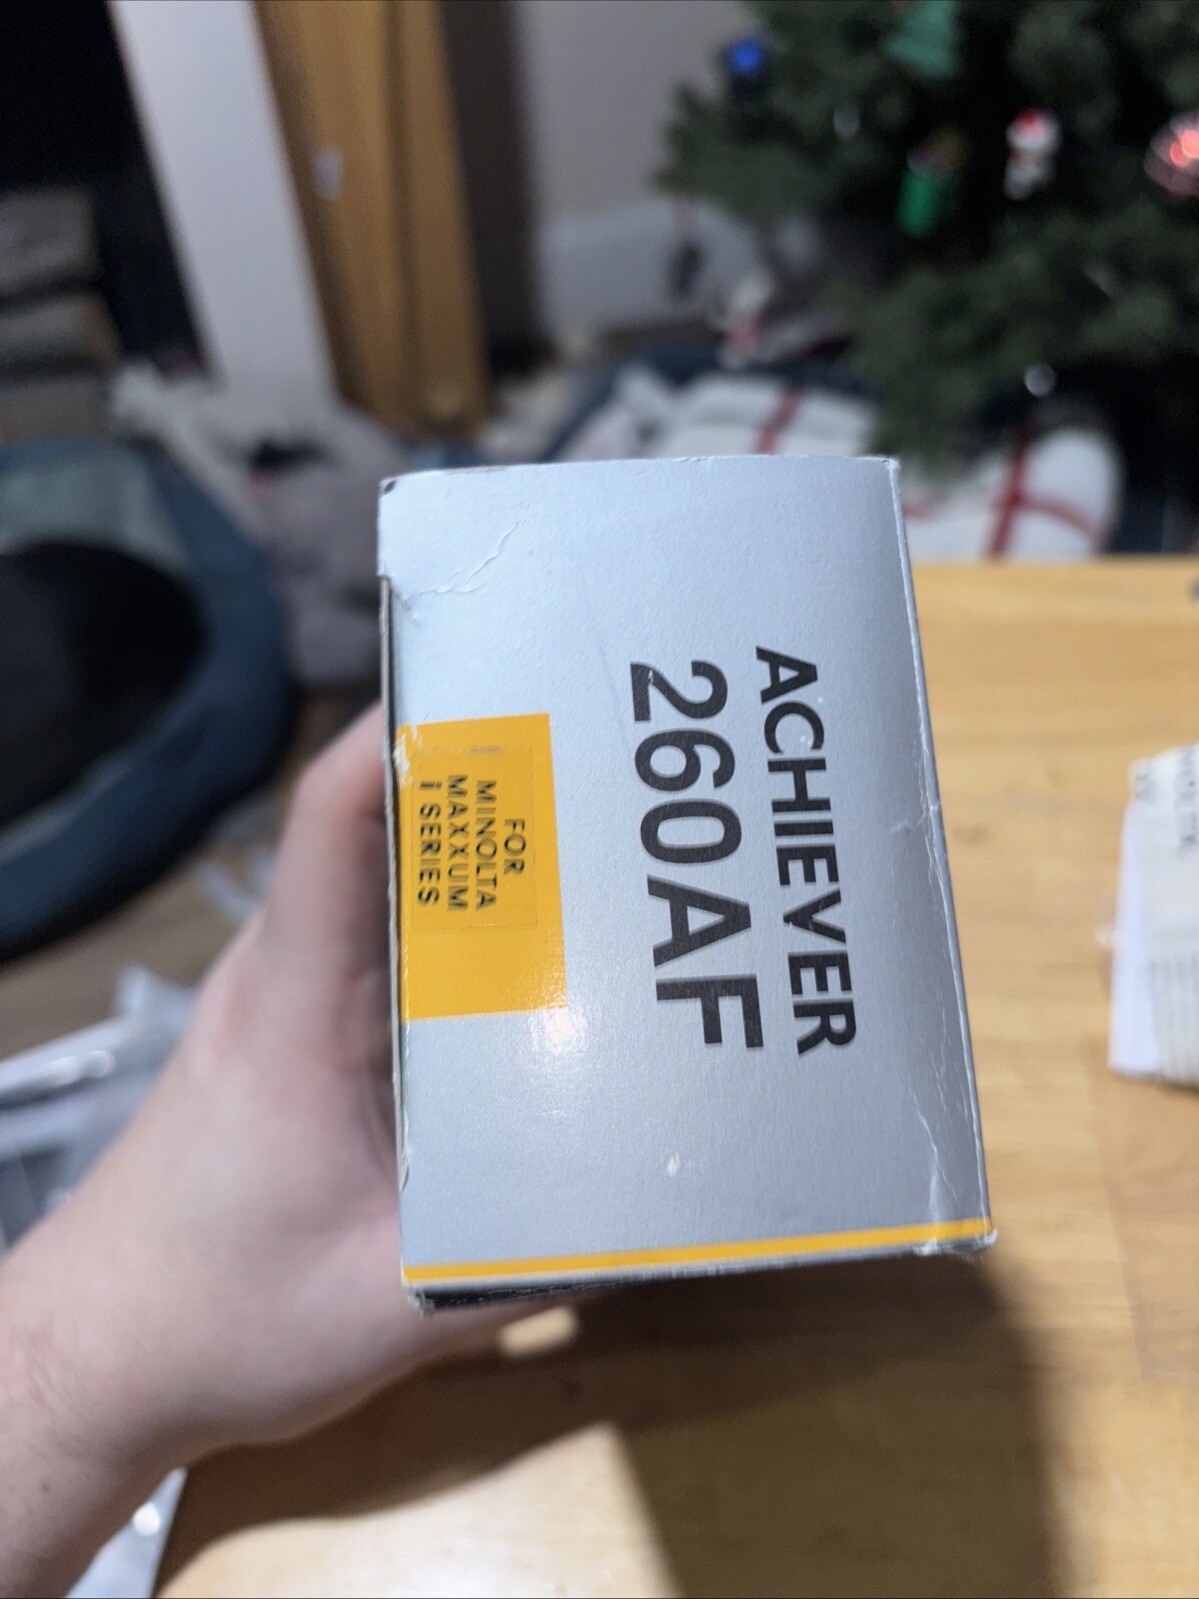 ACHIEVER
260AF
FOR
MINOLTA
MAXXUM
i SERIES